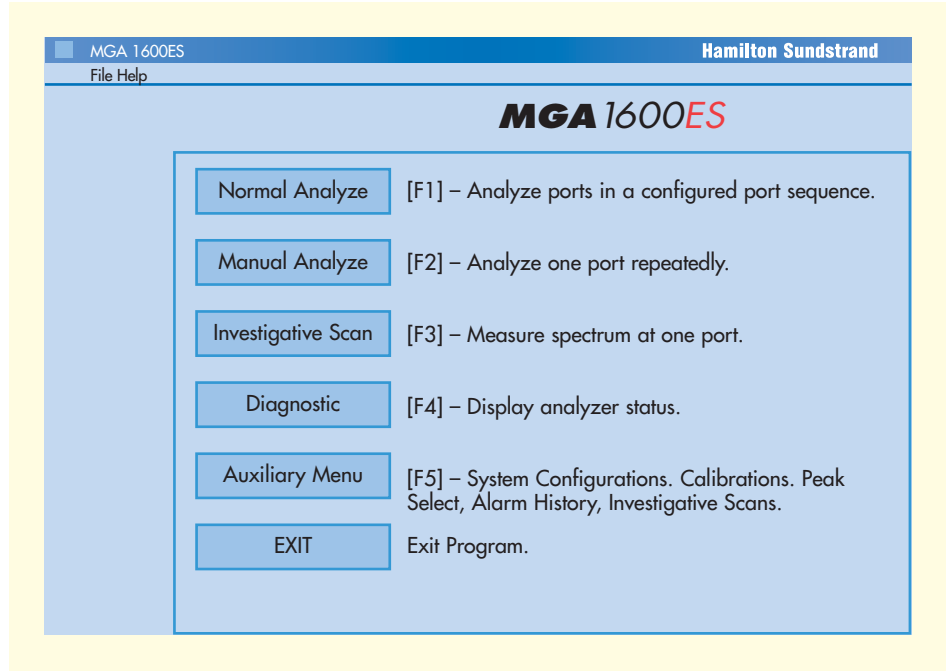 MGA 1600ES
Hamilton Sundstrand
File Help
MGA 1600ES
Normal Analyze [F1] – Analyze ports in a configured port sequence.
Manual Analyze [F2] – Analyze one port repeatedly.
Investigative Scan [F3] – Measure spectrum at one port.
Diagnostic [F4] – Display analyzer status.
Auxiliary Menu [F5] – System Configurations. Calibrations. Peak
Select, Alarm History, Investigative Scans.
EXIT Exit Program.